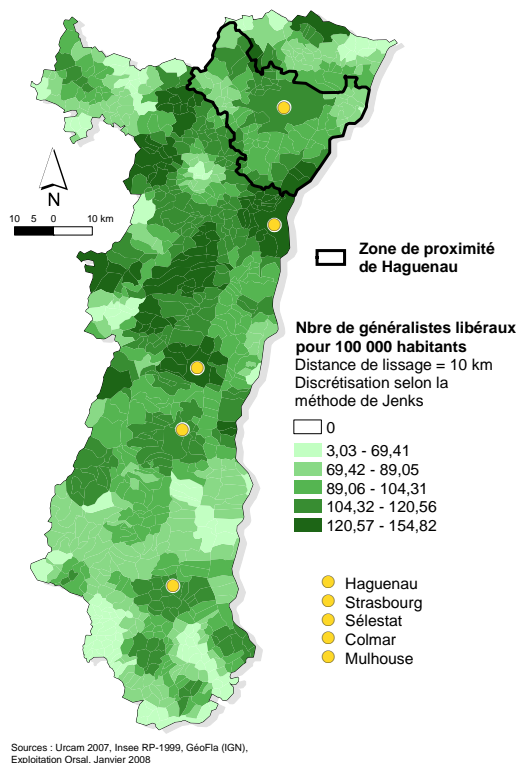 N
10 5 0 10 km
Zone de proximité
de Haguenau
Nbre de généralistes libéraux
pour 100 000 habitants
Distance de lissage = 10 km
Discrétisation selon la
méthode de Jenks
0
3,03 - 69,41
69,42 - 89,05
89,06 - 104,31
104,32 - 120,56
120,57 - 154,82
Haguenau
Strasbourg
Sélestat
Colmar
Mulhouse
Sources : Urcam 2007, Insee RP-1999, GéoFla (IGN),
Exploitation Orsal, Janvier 2008